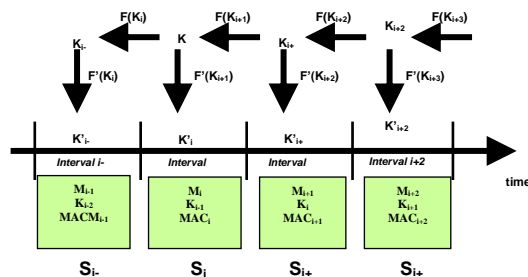 F(Kᵢ) F(Kᵢ₊₁) F(Kᵢ₊₂) F(Kᵢ₊₃)
Kᵢ₋ K Kᵢ₊ Kᵢ₊₂
F'(Kᵢ) F'(Kᵢ₊₁) F'(Kᵢ₊₂) F'(Kᵢ₊₃)
K'ᵢ₋ K'ᵢ K'ᵢ₊ K'ᵢ₊₂
Interval i- Interval Interval Interval i+2
time
Mᵢ₋₁ Mᵢ Mᵢ₊₁ Mᵢ₊₂
Kᵢ₋₂ Kᵢ₋₁ Kᵢ Kᵢ₊₁
MACMᵢ₋₁ MACᵢ MACᵢ₊₁ MACᵢ₊₂
Sᵢ₋ Sᵢ Sᵢ₊ Sᵢ₊